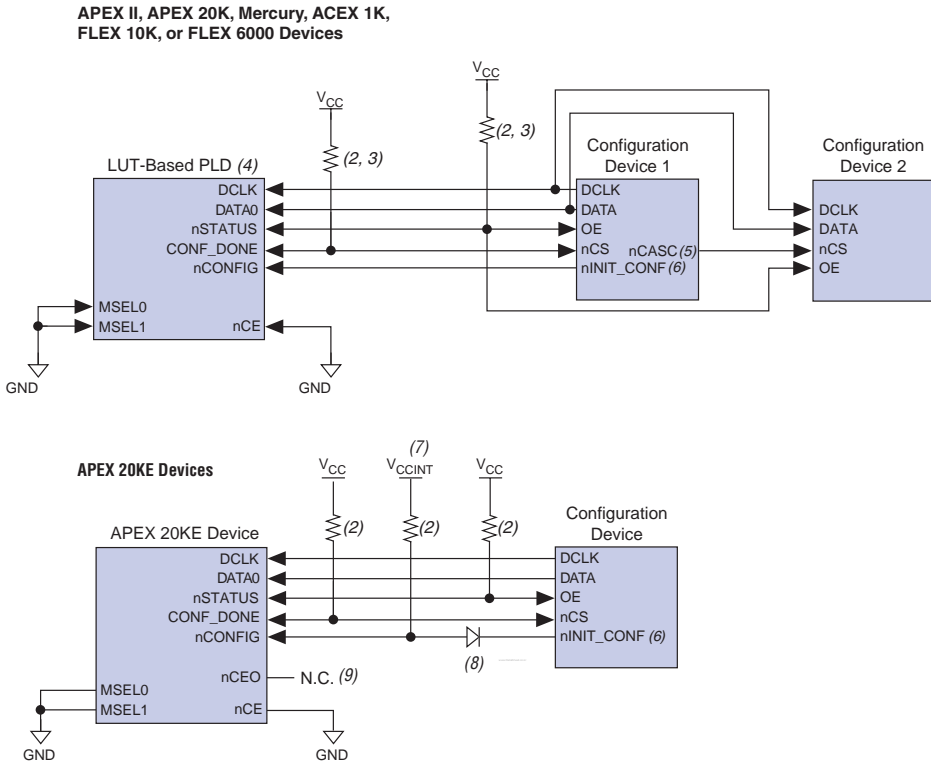 APEX II, APEX 20K, Mercury, ACEX 1K,
FLEX 10K, or FLEX 6000 Devices
VCC
VCC
(2, 3)
(2, 3)
LUT-Based PLD (4)
DCLK
DATA0
nSTATUS
CONF_DONE
nCONFIG
MSEL0
MSEL1
nCE
GND
GND
Configuration
Device 1
DCLK
DATA
OE
nCS
nCASC (5)
nINIT_CONF (6)
Configuration
Device 2
DCLK
DATA
nCS
OE
APEX 20KE Devices
VCC
(7)
VCCINT
VCC
(2)
(2)
(2)
APEX 20KE Device
DCLK
DATA0
nSTATUS
CONF_DONE
nCONFIG
nCEO
N.C. (9)
MSEL0
MSEL1
nCE
GND
GND
(8)
Configuration
Device
DCLK
DATA
OE
nCS
nINIT_CONF (6)